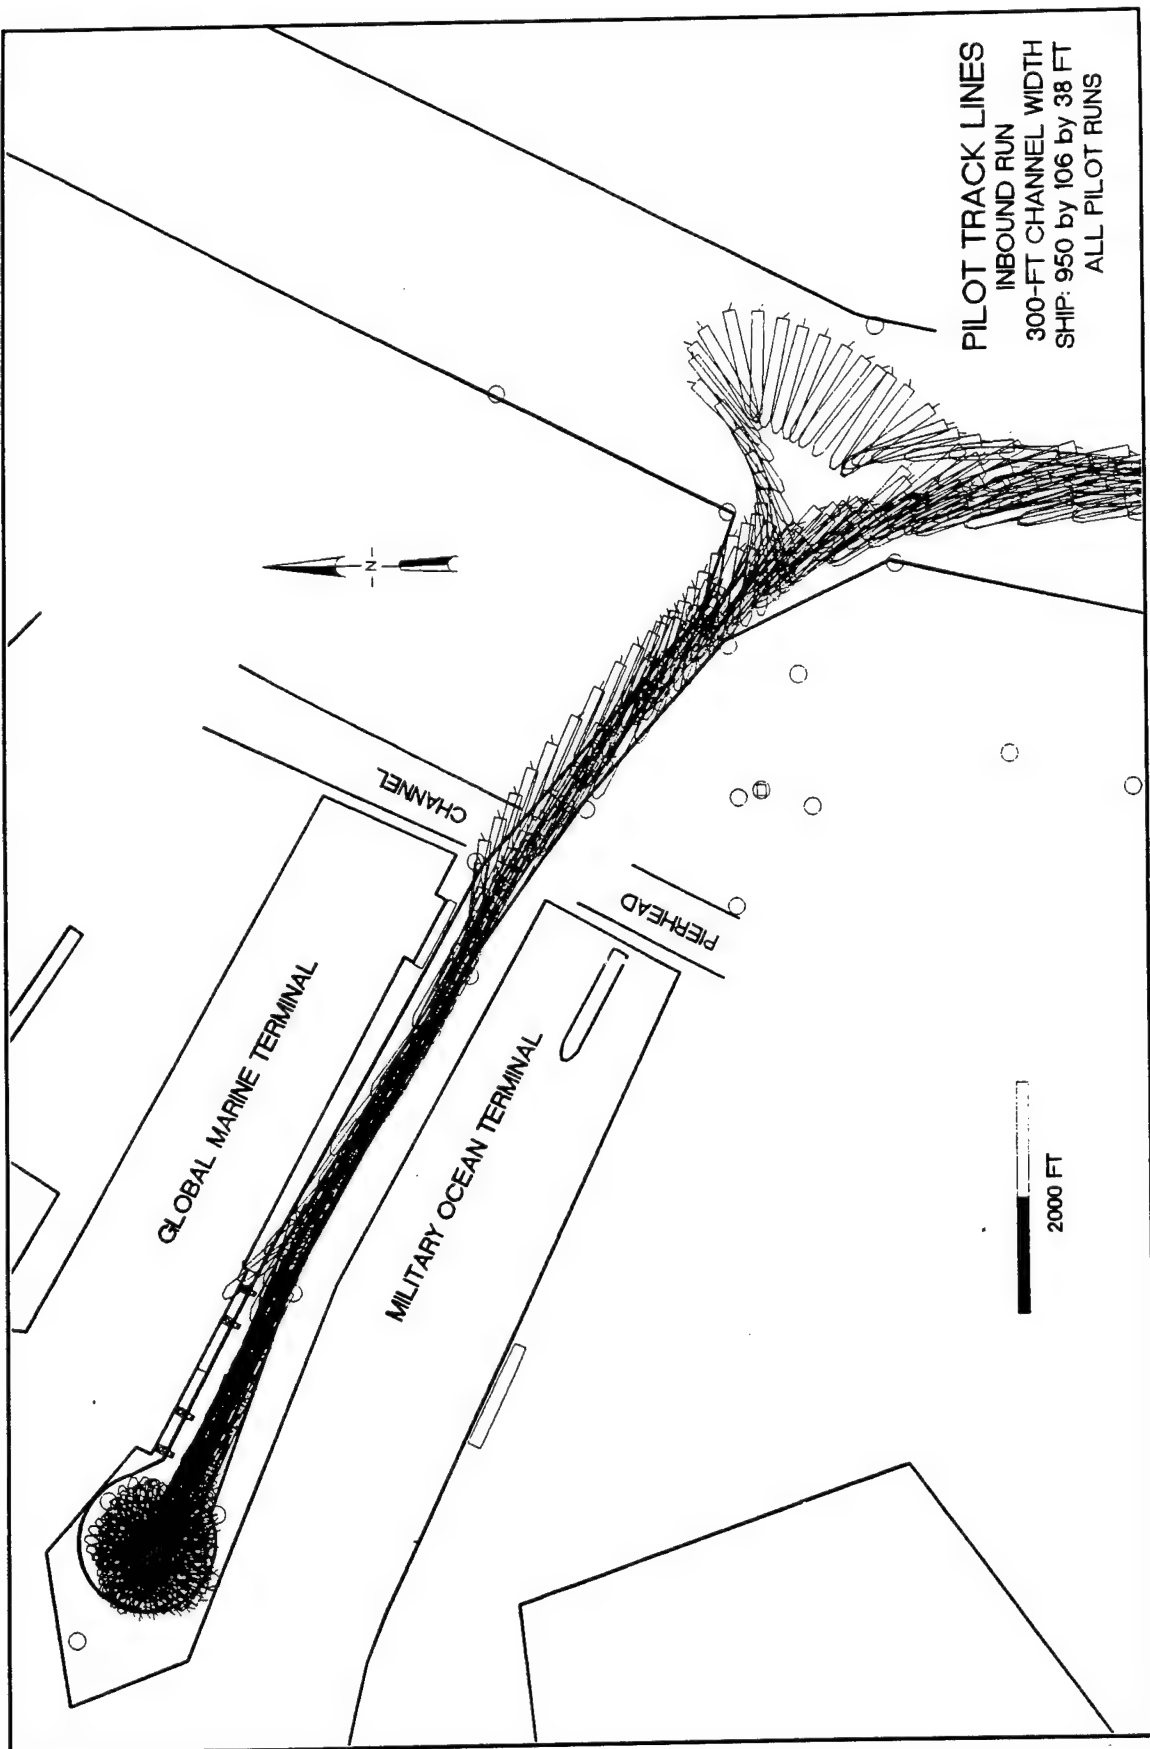 PILOT TRACK LINES
INBOUND RUN
300-FT CHANNEL WIDTH
SHIP: 950 by 106 by 38 FT
ALL PILOT RUNS
N
CHANNEL
PIERHEAD
GLOBAL MARINE TERMINAL
MILITARY OCEAN TERMINAL
2000 FT